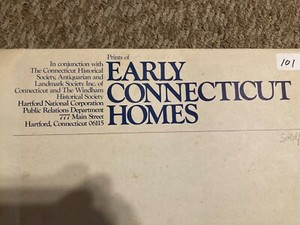 In conjunction with
The Connecticut Historical
Society, Antiquarian and
Landmark Society Inc. of
Connecticut and The Windham
Historical Society
Hartford National Corporation
Public Relations Department
777 Main Street
Hartford, Connecticut 06115
Prints of
EARLY
CONNECTICUT
HOMES
101